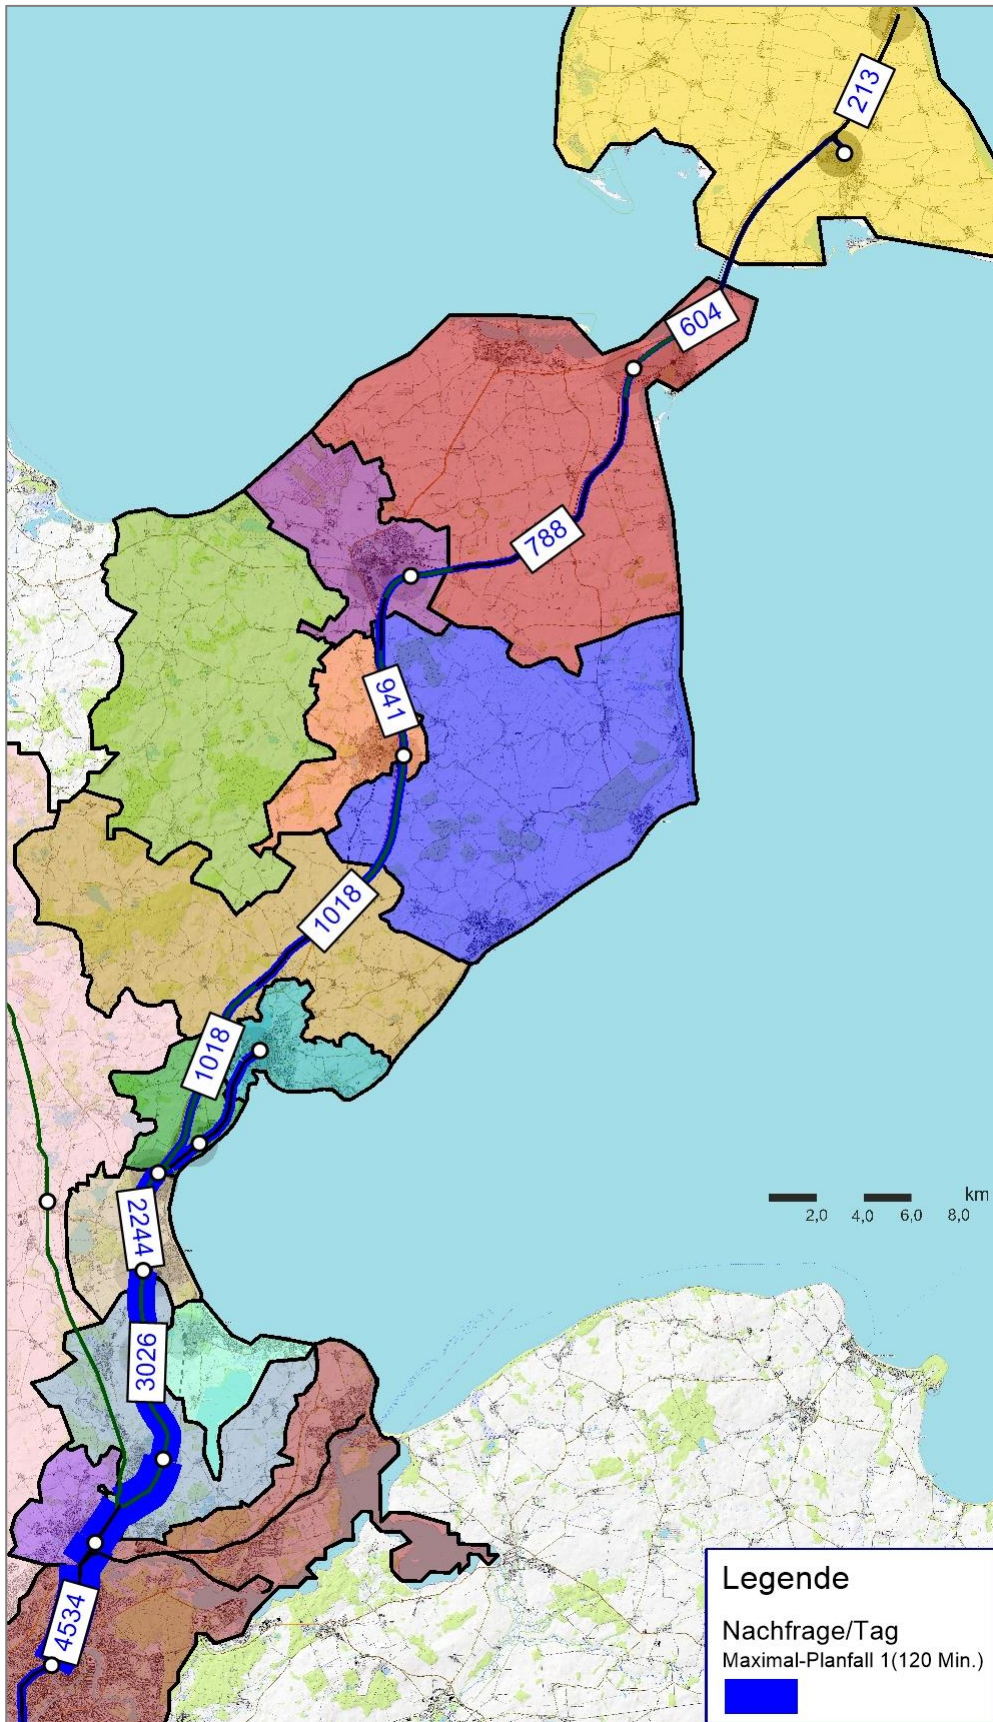 213
604
788
941
1018
1018
2244
3026
4534
km
2,0 4,0 6,0 8,0
Legende
Nachfrage/Tag
Maximal-Planfall 1(120 Min.)